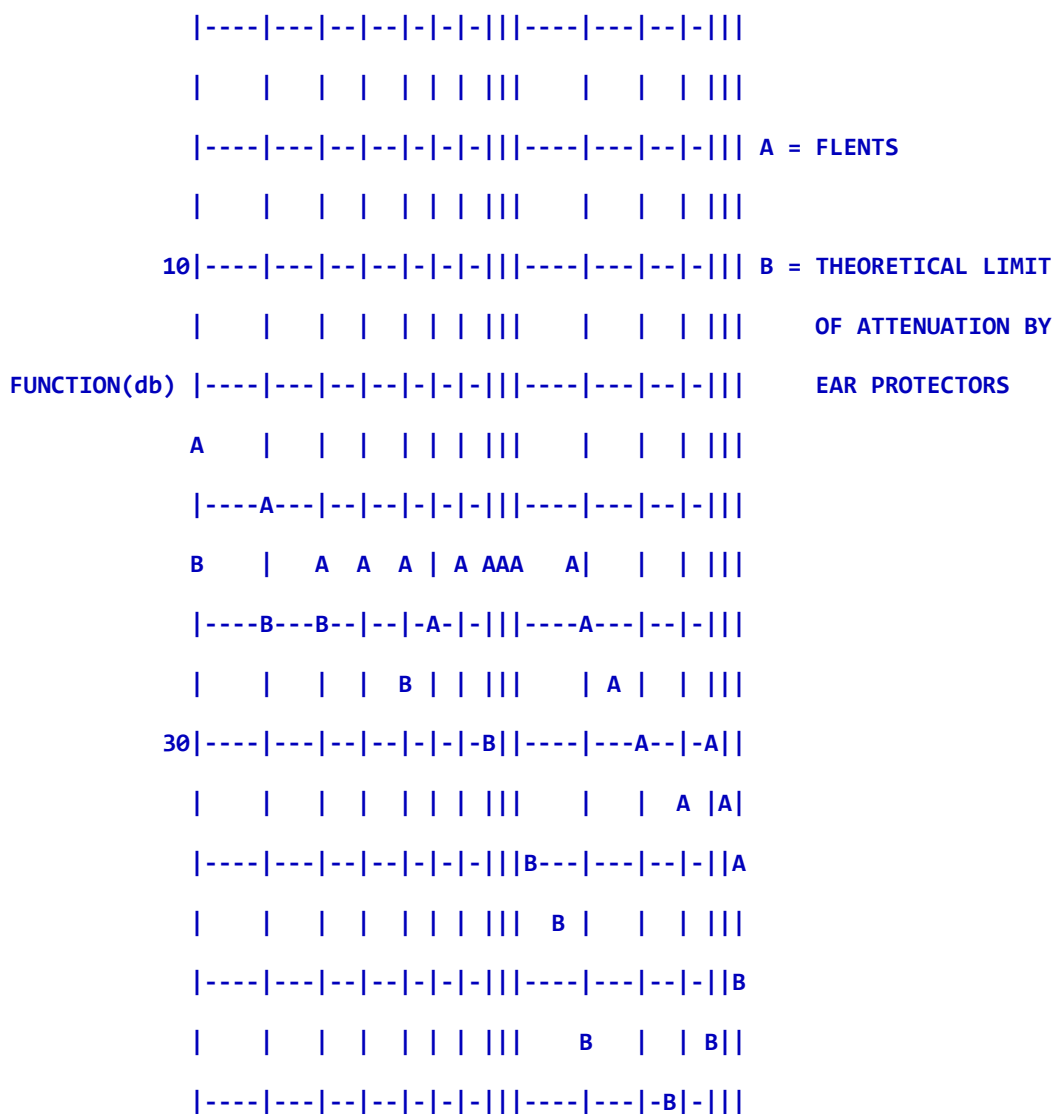 |----|---|--|--|-|-|-|||----|---|--|-|||
|    |   |  |  | | | |||    |   |  | |||
|----|---|--|--|-|-|-|||----|---|--|-||| A = FLENTS
|    |   |  |  | | | |||    |   |  | |||
10|----|---|--|--|-|-|-|||----|---|--|-||| B = THEORETICAL LIMIT
|    |   |  |  | | | |||    |   |  | |||     OF ATTENUATION BY
FUNCTION(db) |----|---|--|--|-|-|-|||----|---|--|-|||     EAR PROTECTORS
A    |   |  |  | | | |||    |   |  | |||
|----A---|--|--|-|-|-|||----|---|--|-|||
B    |   A  A  A | A AAA   A|   |  | |||
|----B---B--|--|-A-|-|||----A---|--|-|||
|    |   |  |  B | | |||    | A |  | |||
30|----|---|--|--|-|-|-B||----|---A--|-A||
|    |   |  |  | | | |||    |   |  A |A|
|----|---|--|--|-|-|-|||B---|---|--|-||A
|    |   |  |  | | | |||  B |   |  | |||
|----|---|--|--|-|-|-|||----|---|--|-||B
|    |   |  |  | | | |||    B   |  | B||
|----|---|--|--|-|-|-|||----|---|-B|-|||